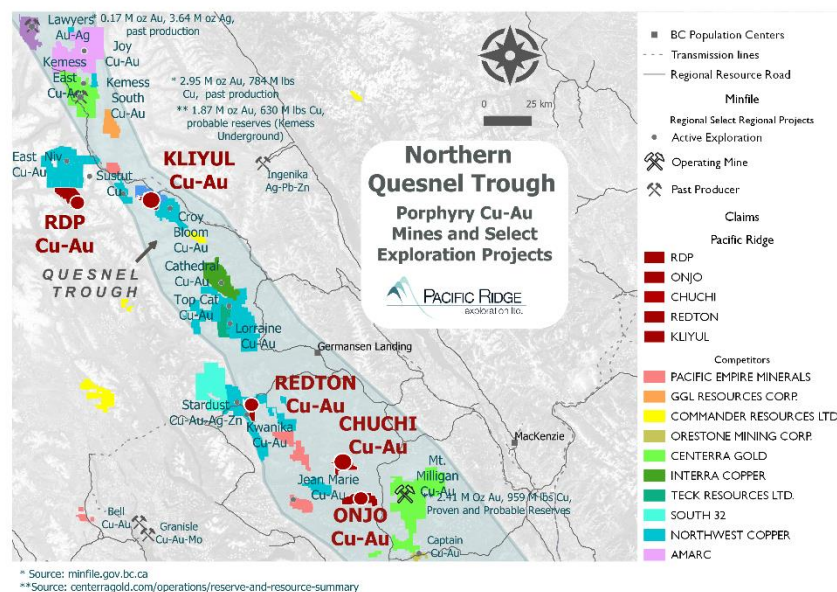 Lawyers
Au-Ag
* 0.17 M oz Au, 3.64 M oz Ag,
past production
Joy
Cu-Au
Kemess
East
Cu-Au
Kemess
South
Cu-Au
* 2.95 M oz Au, 784 M lbs
Cu, past production
** 1.87 M oz Au, 630 M lbs Cu,
probable reserves (Kemess
Underground)
0 25 km
Northern
Quesnel Trough
Porphyry Cu-Au
Mines and Select
Exploration Projects
PACIFIC RIDGE
exploration ltd.
East Niv
Cu-Au
Sustut
Cu
KLIYUL
Cu-Au
Ingenika
Ag-Pb-Zn
RDP
Cu-Au
Croy
Bloom
Cu-Au
QUESNEL
TROUGH
Cathedral
Cu-Au
Top Cat
Cu-Au
Lorraine
Cu-Au
Germansen Landing
REDTON
Cu-Au
Stardust
Cu-Au-Ag-Zn
Kwanika
Cu-Au
CHUCHI
Cu-Au
MacKenzie
Mt.
Milligan
Cu-Au
Jean Marie
Cu-Au
2.41 M Oz Au, 959 M lbs Cu,
Proven and Probable Reserves
ONJO
Cu-Au
Bell
Cu-Au
Granisle
Cu-Au-Mo
Captain
Cu-Au
BC Population Centers
Transmission lines
Regional Resource Road
Minfile
Regional Select Regional Projects
Active Exploration
Operating Mine
Past Producer
Claims
Pacific Ridge
RDP
ONJO
CHUCHI
REDTON
KLIYUL
Competitors
PACIFIC EMPIRE MINERALS
GGL RESOURCES CORP.
COMMANDER RESOURCES LTD
ORESTONE MINING CORP.
CENTERRA GOLD
INTERRA COPPER
TECK RESOURCES LTD.
SOUTH 32
NORTHWEST COPPER
AMARC
* Source: minfile.gov.bc.ca
**Source: centerragold.com/operations/reserve-and-resource-summary